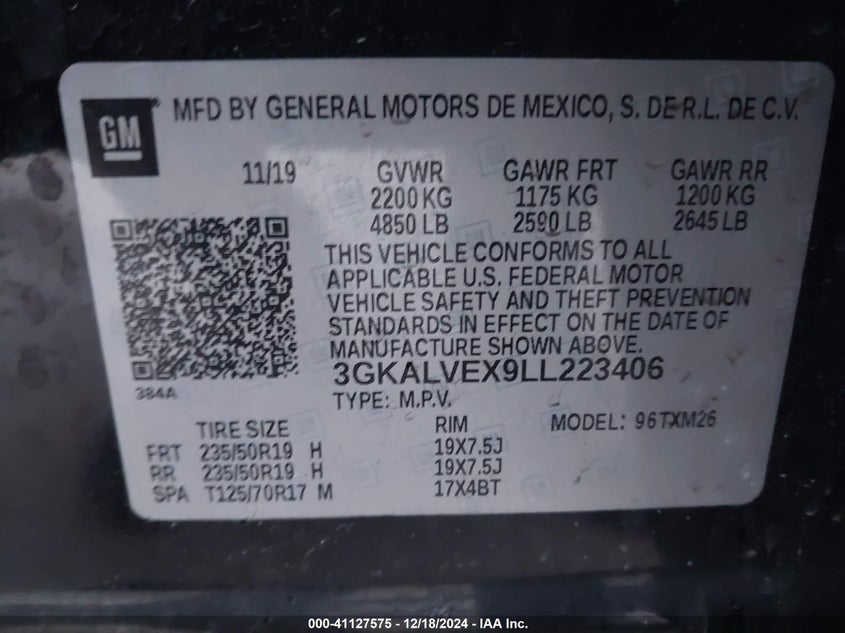 GM
® MFD BY GENERAL MOTORS DE MEXICO, S. DE R.L. DE C.V.
11/19 GVWR GAWR FRT GAWR RR
2200 KG 1175 KG 1200 KG
4850 LB 2590 LB 2645 LB
THIS VEHICLE CONFORMS TO ALL
APPLICABLE U.S. FEDERAL MOTOR
VEHICLE SAFETY AND THEFT PREVENTION
STANDARDS IN EFFECT ON THE DATE OF
MANUFACTURE SHOWN ABOVE.
384A
3GKALVEX9LL223406
TYPE: M.P.V.
TIRE SIZE RIM MODEL: 96TXM26
FRT 235/50R19 H 19X7.5J
RR 235/50R19 H 19X7.5J
SPA T125/70R17 M 17X4BT
000-41127575 - 12/18/2024 - IAA Inc.